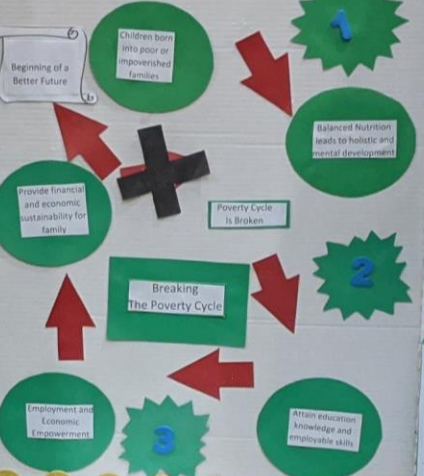 Beginning of a
Better Future
Children born
into poor or
impoverished
families
1
Balanced Nutrition
leads to holistic and
mental development
Provide financial
and economic
sustainability for
family
Poverty Cycle
Is Broken
2
Breaking
The Poverty Cycle
Employment and
Economic
Empowerment
3
Attain education
knowledge and
employable skills